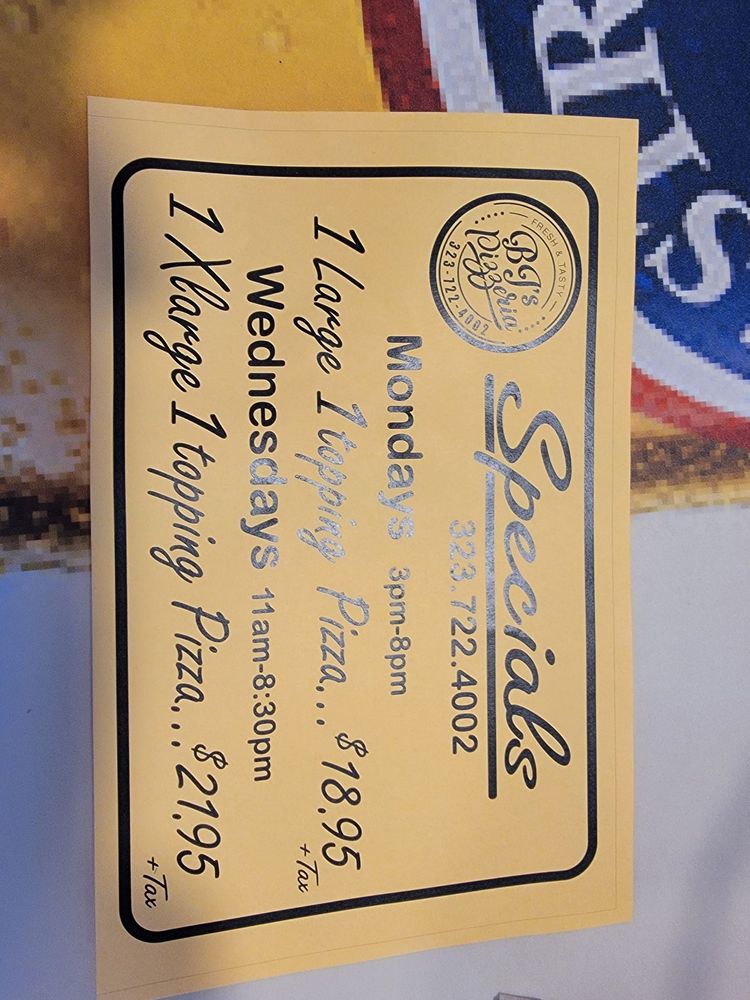 RTS
FRESH & TASTY
BJ's
Pizzeria
323-722-4002
Specials
323.722.4002
Mondays 3pm-8pm
1 Large 1 topping Pizza... $18.95
+ Tax
Wednesdays 11am-8:30pm
1 Xlarge 1 topping Pizza... $21.95
+ Tax